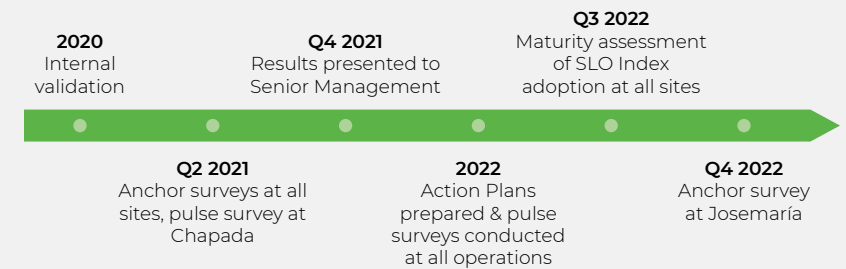 2020
Internal
validation
Q2 2021
Anchor surveys at all
sites, pulse survey at
Chapada
Q4 2021
Results presented to
Senior Management
2022
Action Plans
prepared & pulse
surveys conducted
at all operations
Q3 2022
Maturity assessment
of SLO Index
adoption at all sites
Q4 2022
Anchor survey
at Josemaría